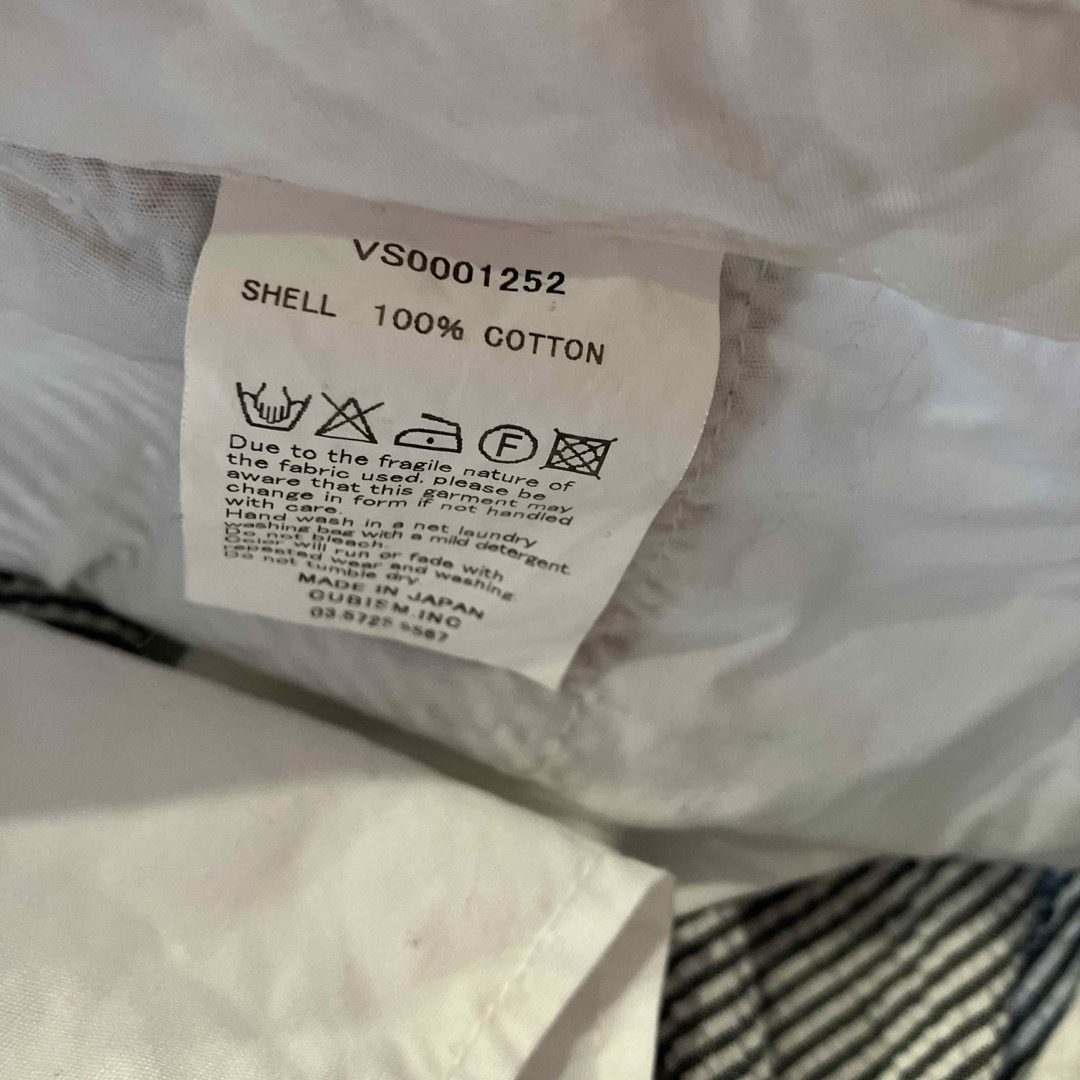 VS0001252
SHELL 100% COTTON
F
Due to the fragile nature of
the fabric used, please be
aware that this garment may
change in form if not handled
with care.
Hand wash in a net laundry
washing bag with a mild detergent.
Do not bleach.
Color will run or fade with
repeated wear and washing.
Do not tumble dry.
MADE IN JAPAN
CUBISM.INC